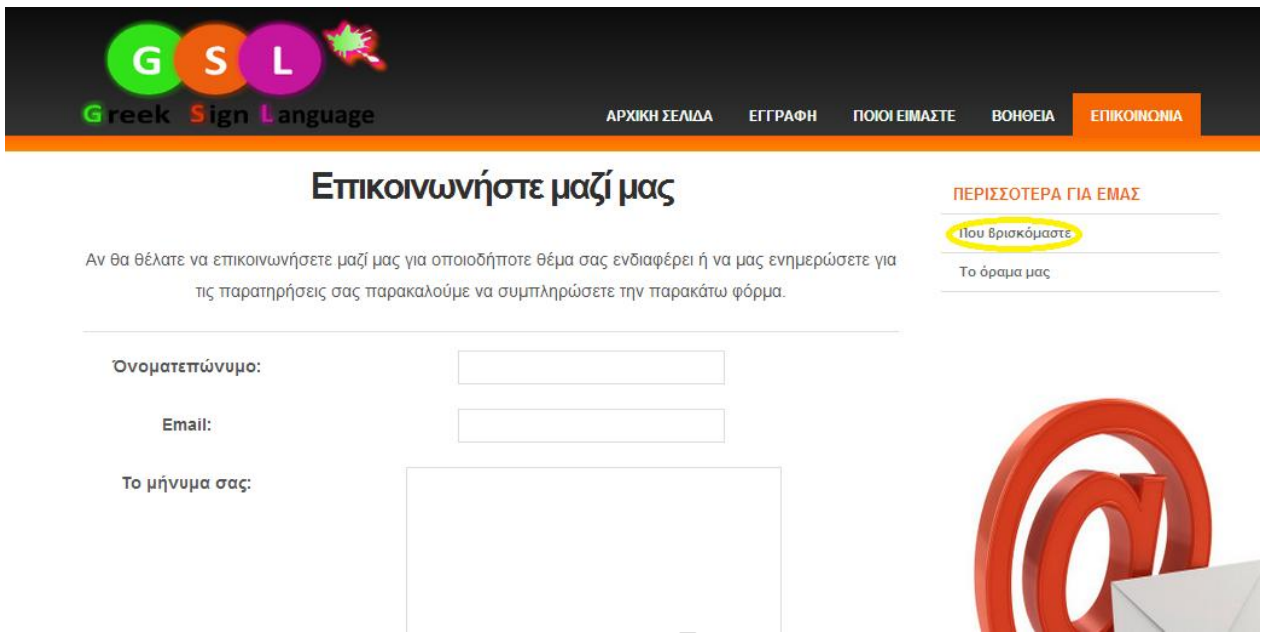 G S L
Greek Sign Language
ΑΡΧΙΚΗ ΣΕΛΙΔΑ ΕΓΓΡΑΦΗ ΠΟΙΟΙ ΕΙΜΑΣΤΕ ΒΟΗΘΕΙΑ ΕΠΙΚΟΙΝΩΝΙΑ
Επικοινωνήστε μαζί μας
Αν θα θέλατε να επικοινωνήσετε μαζί μας για οποιοδήποτε θέμα σας ενδιαφέρει ή να μας ενημερώσετε για
τις παρατηρήσεις σας παρακαλούμε να συμπληρώσετε την παρακάτω φόρμα.
Όνοματεπώνυμο:
Email:
Το μήνυμα σας:
ΠΕΡΙΣΣΟΤΕΡΑ ΓΙΑ ΕΜΑΣ
Που βρισκόμαστε
Το όραμα μας
@